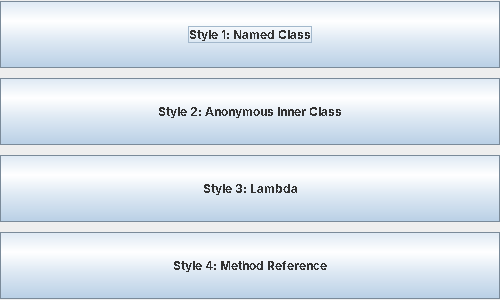 Style 1: Named Class
Style 2: Anonymous Inner Class
Style 3: Lambda
Style 4: Method Reference